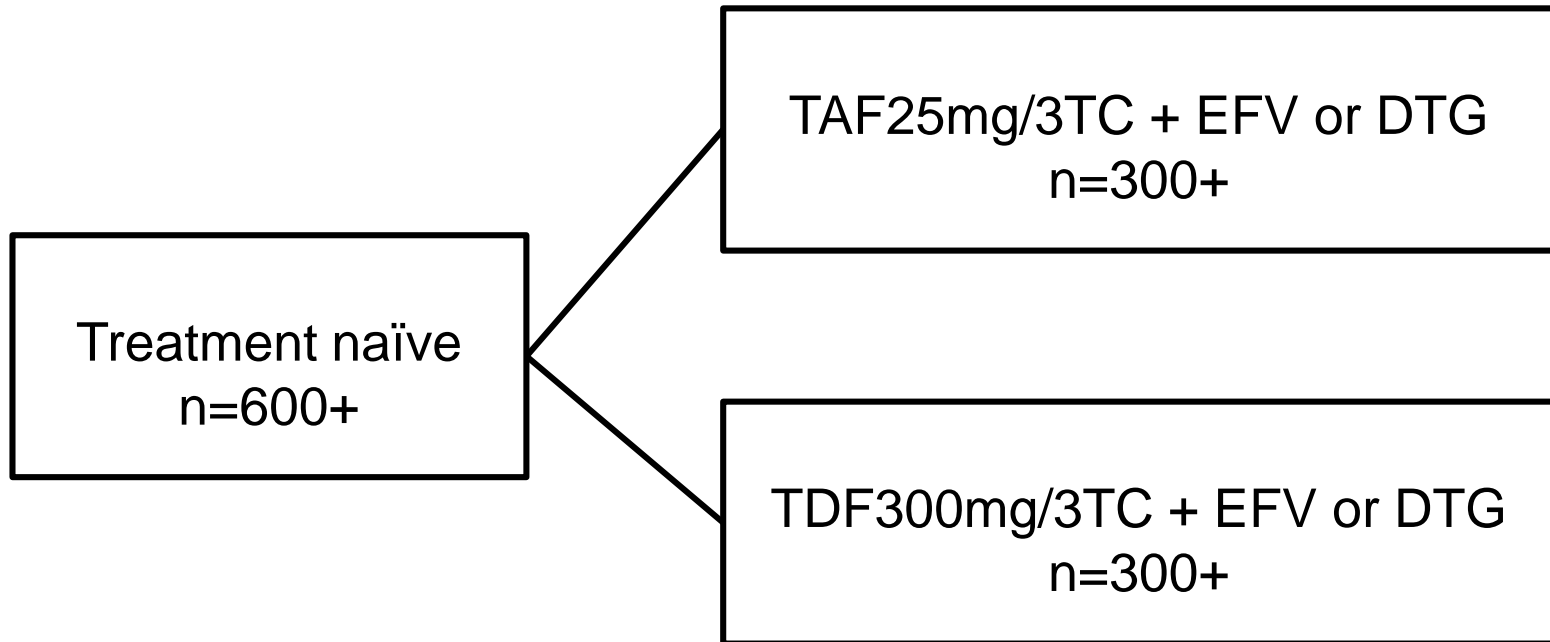 TAF25mg/3TC + EFV or DTG
n=300+
Treatment naïve
n=600+
TDF300mg/3TC + EFV or DTG
n=300+